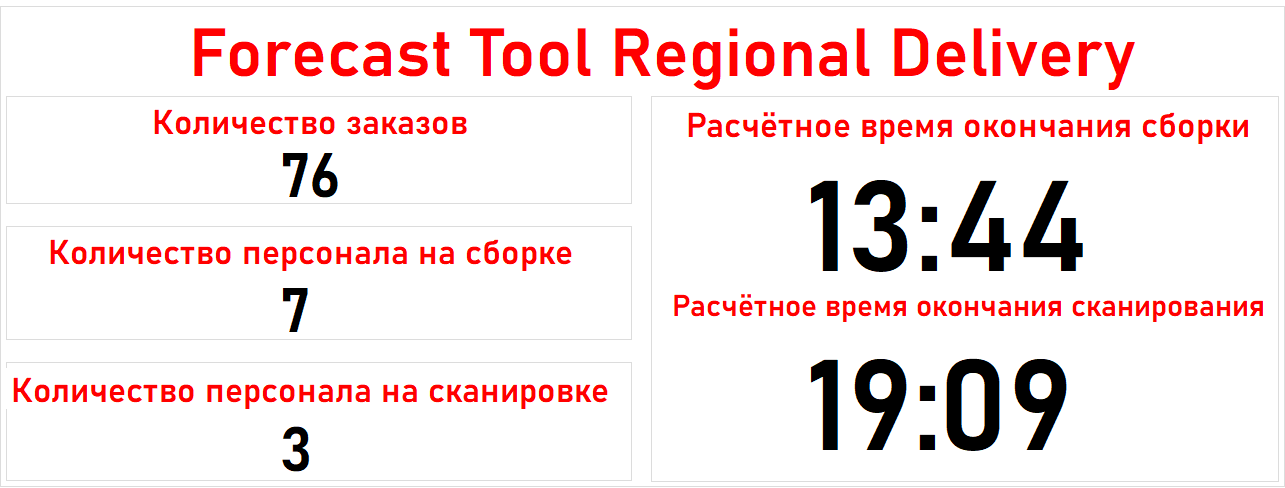 Forecast Tool Regional Delivery
Количество заказов
76
Количество персонала на сборке
7
Количество персонала на сканировке
3
Расчётное время окончания сборки
13:44
Расчётное время окончания сканирования
19:09